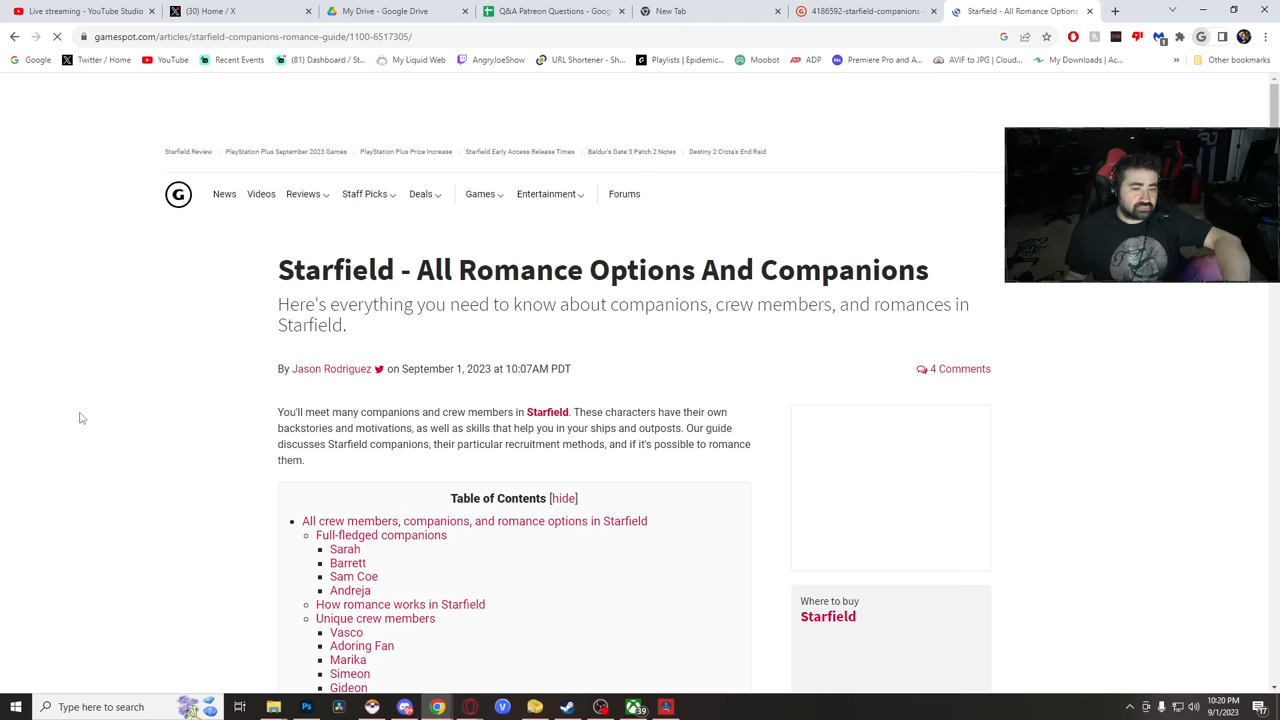 Live streaming - YouTube Studio
(30) Home / X
My Drive - Google Drive
Q&A Patreon Questions - Goog
New Tab
4186592-starfield-companions-
All Romance Options
gamespot.com/articles/starfield-companions-romance-guide/1100-6517305/
Google
Twitter / Home
YouTube
Recent Events
(81) Dashboard / St...
My Liquid Web
AngryJoeShow
URL Shortener - Sh...
Playlists | Epidemic...
Moobot
ADP
Premiere Pro and A...
AVIF to JPG | Cloud...
My Downloads | Ac...
»
Other bookmarks
Starfield Review
PlayStation Plus September 2023 Games
PlayStation Plus Price Increase
Starfield Early Access Release Times
Baldur's Gate 3 Patch 2 Notes
Destiny 2 Crota's End Raid
News
Videos
Reviews
Staff Picks
Deals
Games
Entertainment
Forums
Starfield - All Romance Options And Companions
Here's everything you need to know about companions, crew members, and romances in
Starfield.
By Jason Rodriguez on September 1, 2023 at 10:07AM PDT
4 Comments
You'll meet many companions and crew members in Starfield. These characters have their own
backstories and motivations, as well as skills that help you in your ships and outposts. Our guide
discusses Starfield companions, their particular recruitment methods, and if it's possible to romance
them.
Table of Contents [hide]
All crew members, companions, and romance options in Starfield
Full-fledged companions
Sarah
Barrett
Sam Coe
Andreja
How romance works in Starfield
Unique crew members
Vasco
Adoring Fan
Marika
Simeon
Gideon
Where to buy
Starfield
Type here to search
39
10:20 PM
9/1/2023